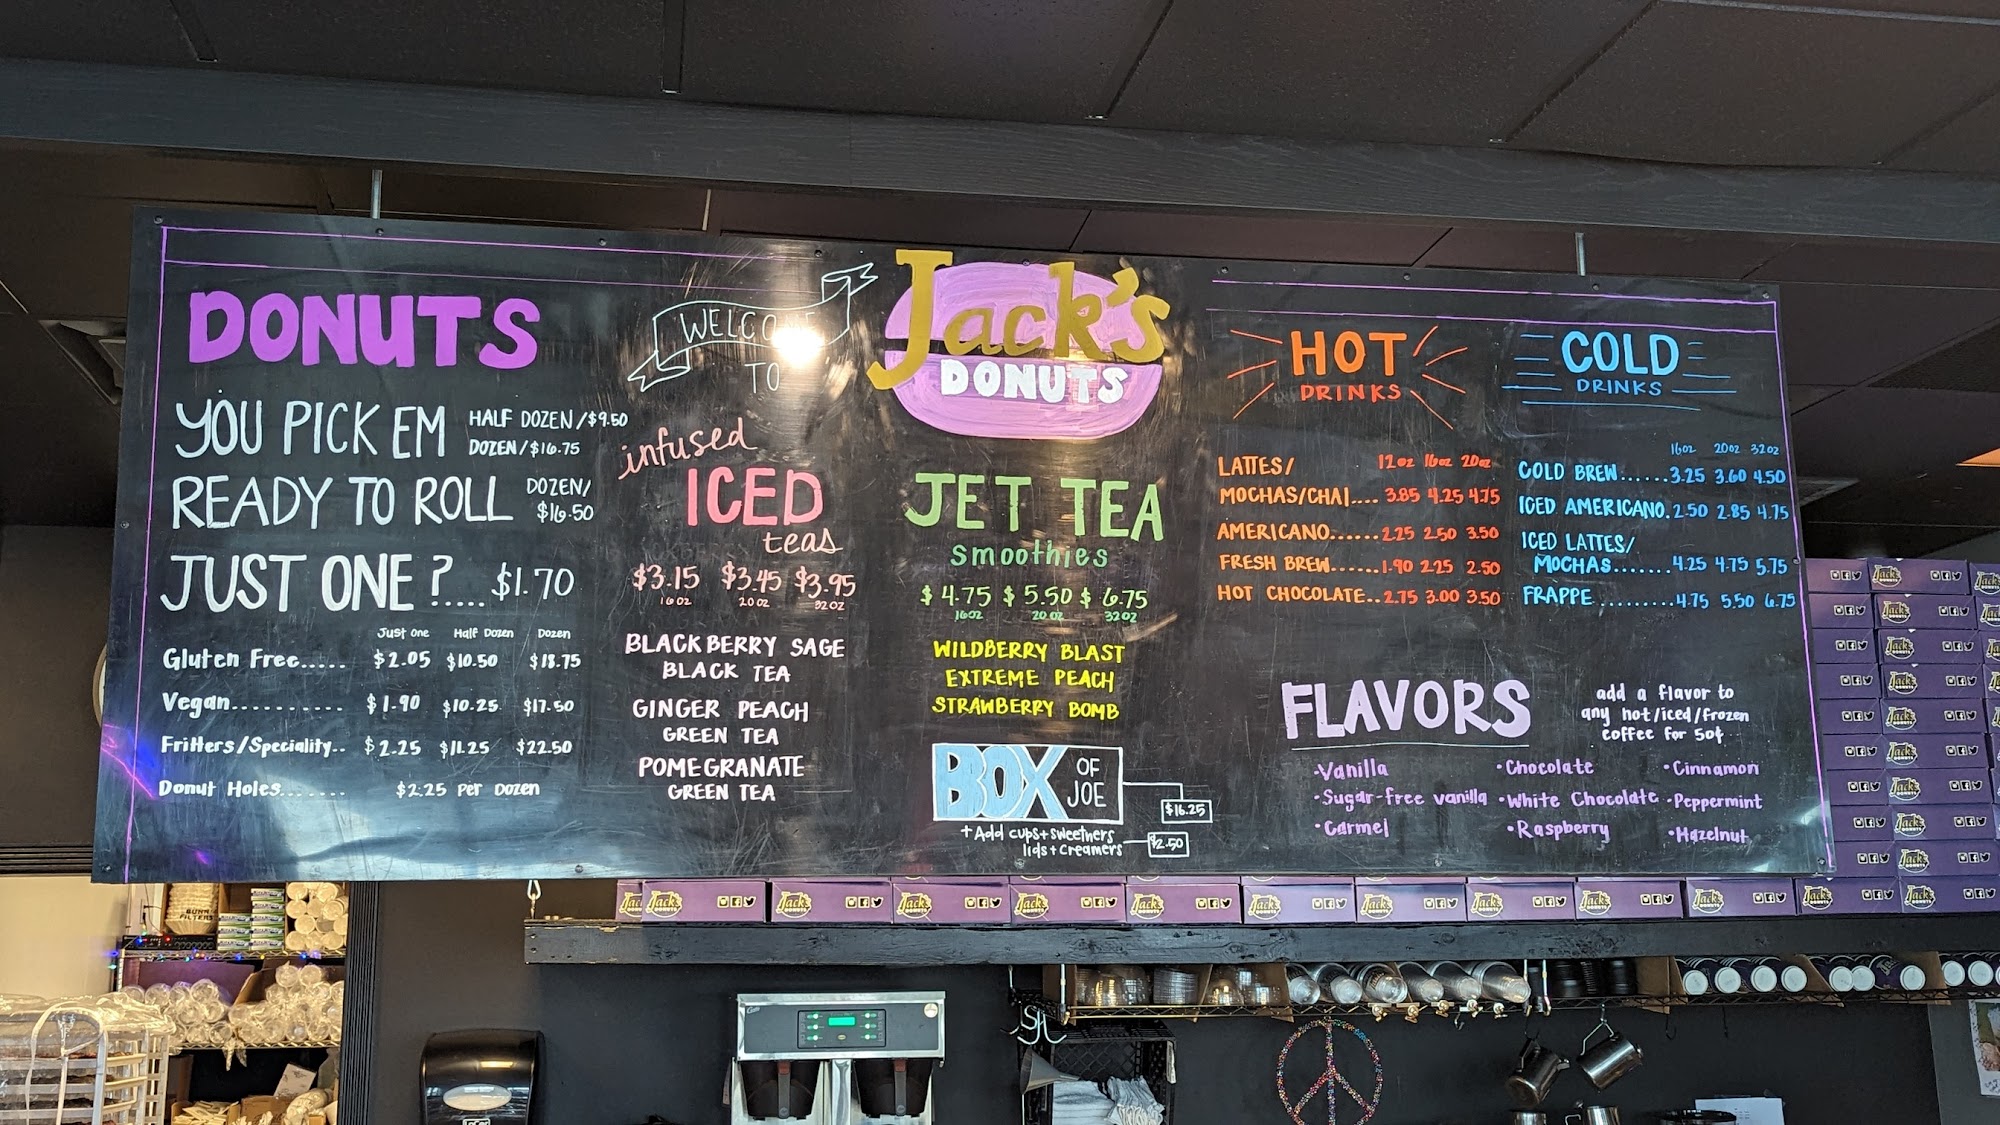 DONUTS
YOU PICK EM HALF DOZEN/$9.50
DOZEN/$16.75
READY TO ROLL DOZEN/
$16.50
JUST ONE?..... $1.70
Just One Half Dozen Dozen
Gluten Free..... $2.05 $10.50 $18.75
Vegan.......... $1.90 $10.25 $17.50
Fritters/Speciality.. $2.25 $11.25 $22.50
Donut Holes....... $2.25 Per Dozen
WELCOME
TO
Jack's
DONUTS
infused
ICED
teas
$3.15 $3.45 $3.95
16oz 20oz 32oz
BLACKBERRY SAGE
BLACK TEA
GINGER PEACH
GREEN TEA
POMEGRANATE
GREEN TEA
JET TEA
smoothies
$4.75 $5.50 $6.75
16oz 20oz 32oz
WILDBERRY BLAST
EXTREME PEACH
STRAWBERRY BOMB
BOX OF
JOE
$16.25
+ Add cups + sweetners
lids + creamers
$2.50
HOT
DRINKS
12oz 16oz 20oz
LATTES/
MOCHAS/CHAI.... 3.85 4.25 4.75
AMERICANO......2.25 2.50 3.50
FRESH BREW......1.90 2.25 2.50
HOT CHOCOLATE..2.75 3.00 3.50
COLD
DRINKS
16oz 20oz 32oz
COLD BREW......3.25 3.60 4.50
ICED AMERICANO.2.50 2.85 4.75
ICED LATTES/
MOCHAS.......4.25 4.75 5.75
FRAPPE..........4.75 5.50 6.75
FLAVORS
add a flavor to
any hot/iced/frozen
coffee for 50¢
•Vanilla •Chocolate •Cinnamon
•Sugar-free vanilla •White Chocolate •Peppermint
•Carmel •Raspberry •Hazelnut
BUNN
FILTERS
Jack's
DONUTS